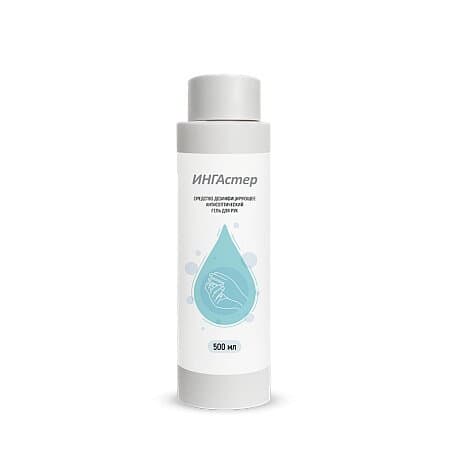 ИНГАстер
СРЕДСТВО ДЕЗИНФИЦИРУЮЩЕЕ
АНТИСЕПТИЧЕСКИЙ
ГЕЛЬ ДЛЯ РУК
500 мл